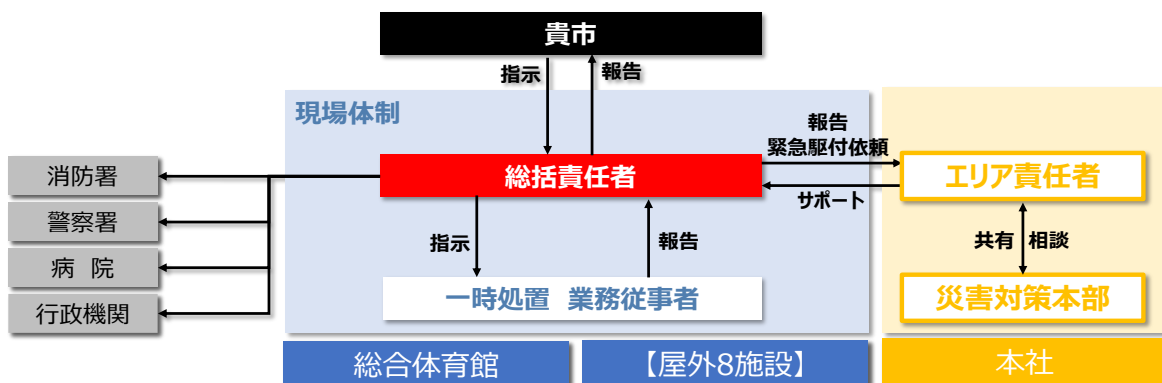 貴市
指示
報告
現場体制
報告
緊急駆付依頼
消防署
総括責任者
エリア責任者
サポート
警察署
指示
報告
共有 相談
病 院
一時処置 業務従事者
災害対策本部
行政機関
総合体育館
【屋外8施設】
本社